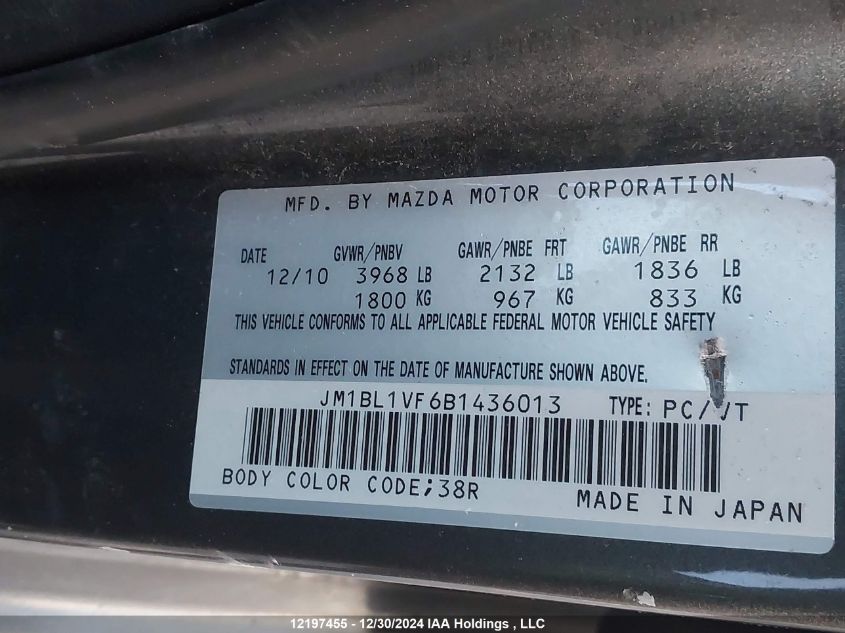 MFD. BY MAZDA MOTOR CORPORATION
DATE GVWR/PNBV GAWR/PNBE FRT GAWR/PNBE RR
12/10 3968 LB 2132 LB 1836 LB
1800 KG 967 KG 833 KG
THIS VEHICLE CONFORMS TO ALL APPLICABLE FEDERAL MOTOR VEHICLE SAFETY
STANDARDS IN EFFECT ON THE DATE OF MANUFACTURE SHOWN ABOVE.
JM1BL1VF6B1436013 TYPE: PC/VT
BODY COLOR CODE;38R
MADE IN JAPAN
12197455 - 12/30/2024 IAA Holdings , LLC